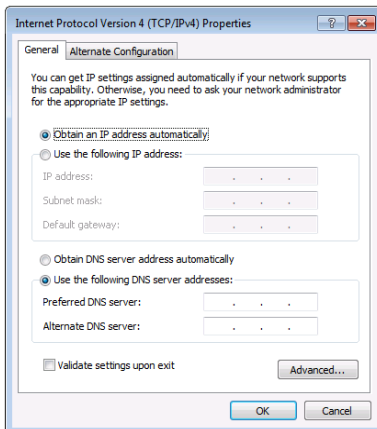 Internet Protocol Version 4 (TCP/IPv4) Properties
General
Alternate Configuration
You can get IP settings assigned automatically if your network supports
this capability. Otherwise, you need to ask your network administrator
for the appropriate IP settings.
Obtain an IP address automatically
Use the following IP address:
IP address:
Subnet mask:
Default gateway:
Obtain DNS server address automatically
Use the following DNS server addresses:
Preferred DNS server:
Alternate DNS server:
Validate settings upon exit
Advanced...
OK
Cancel